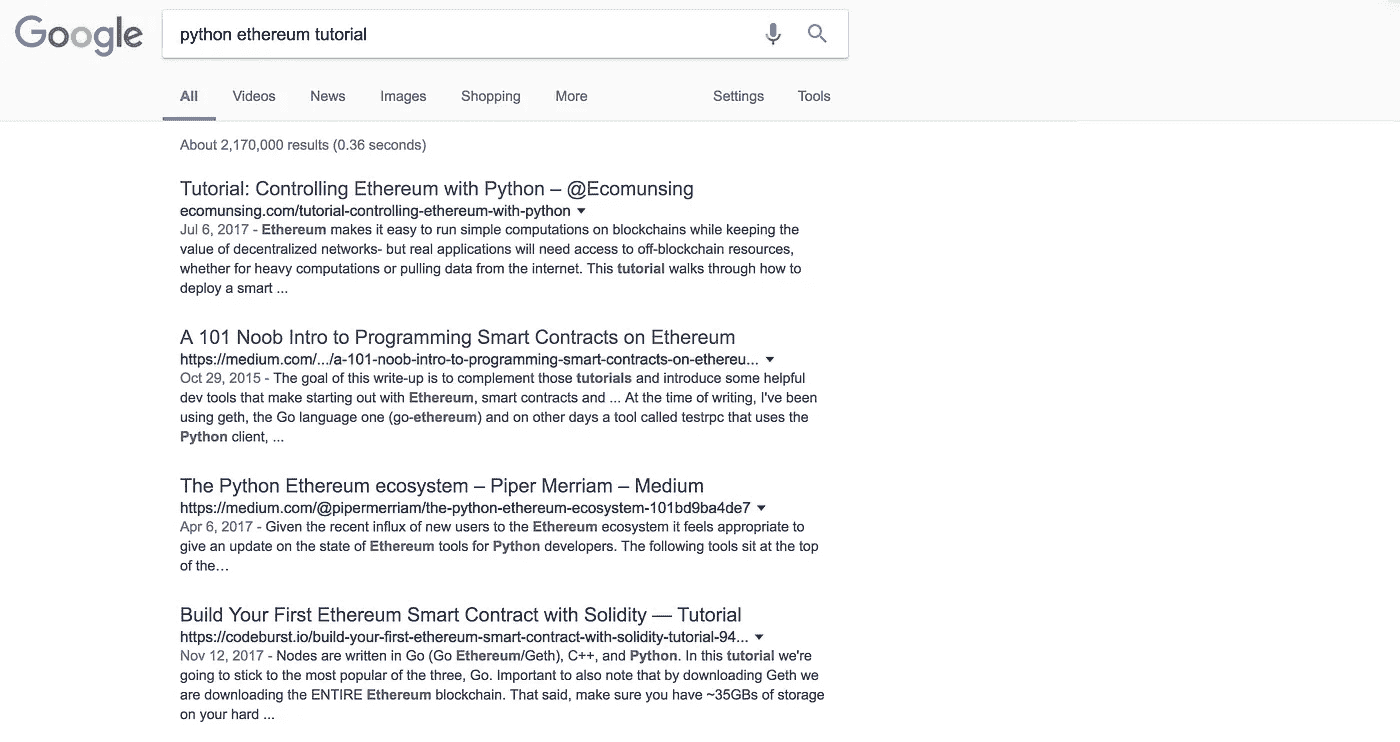 Google
python ethereum tutorial
All Videos News Images Shopping More Settings Tools
About 2,170,000 results (0.36 seconds)
Tutorial: Controlling Ethereum with Python – @Ecomunsing
ecomunsing.com/tutorial-controlling-ethereum-with-python
Jul 6, 2017 - Ethereum makes it easy to run simple computations on blockchains while keeping the
value of decentralized networks- but real applications will need access to off-blockchain resources,
whether for heavy computations or pulling data from the internet. This tutorial walks through how to
deploy a smart ...
A 101 Noob Intro to Programming Smart Contracts on Ethereum
https://medium.com/.../a-101-noob-intro-to-programming-smart-contracts-on-ethereu...
Oct 29, 2015 - The goal of this write-up is to complement those tutorials and introduce some helpful
dev tools that make starting out with Ethereum, smart contracts and ... At the time of writing, I've been
using geth, the Go language one (go-ethereum) and on other days a tool called testrpc that uses the
Python client, ...
The Python Ethereum ecosystem – Piper Merriam – Medium
https://medium.com/@pipermerriam/the-python-ethereum-ecosystem-101bd9ba4de7
Apr 6, 2017 - Given the recent influx of new users to the Ethereum ecosystem it feels appropriate to
give an update on the state of Ethereum tools for Python developers. The following tools sit at the top
of the…
Build Your First Ethereum Smart Contract with Solidity — Tutorial
https://codeburst.io/build-your-first-ethereum-smart-contract-with-solidity-tutorial-94...
Nov 12, 2017 - Nodes are written in Go (Go Ethereum/Geth), C++, and Python. In this tutorial we're
going to stick to the most popular of the three, Go. Important to also note that by downloading Geth we
are downloading the ENTIRE Ethereum blockchain. That said, make sure you have ~35GBs of storage
on your hard ...